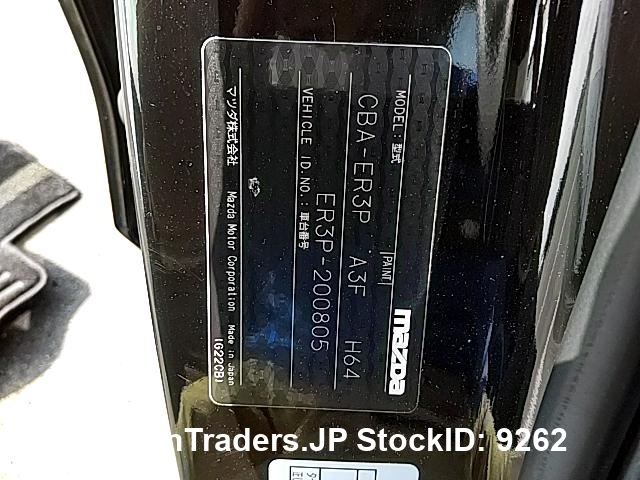 mazda
MODEL: 型式 |PAINT|
CBA-ER3P A3F H64
ER3P-200805
VEHICLE I.D.NO.: 車台番号
マツダ株式会社 Mazda Motor Corporation Made in Japan
(G22CB)
Traders.JP StockID: 9262